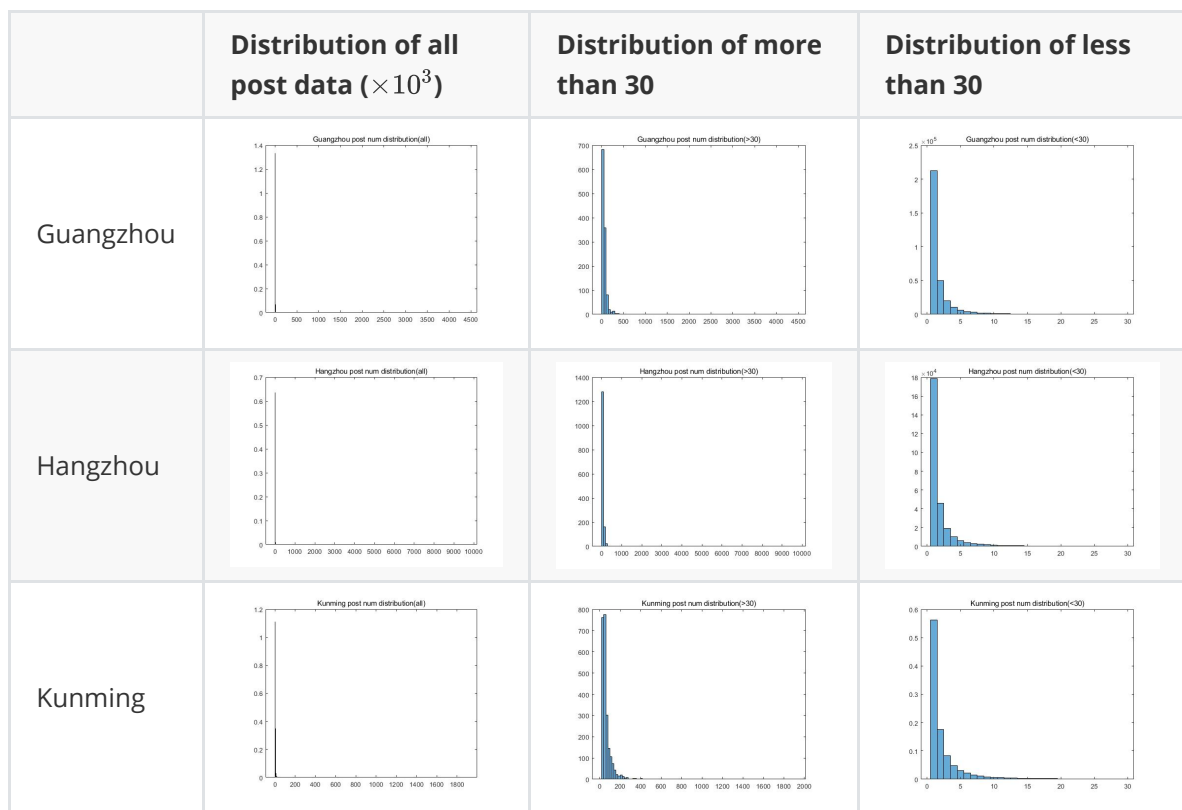 Distribution of all
post data (×10³)
Distribution of more
than 30
Distribution of less
than 30
Guangzhou
Guangzhou post num distribution(all)
1.4
1.2
1
0.8
0.6
0.4
0.2
0
0 500 1000 1500 2000 2500 3000 3500 4000 4500
Guangzhou post num distribution(>30)
700
600
500
400
300
200
100
0
0 500 1000 1500 2000 2500 3000 3500 4000 4500
×10⁵ Guangzhou post num distribution(<30)
2.5
2
1.5
1
0.5
0
0 5 10 15 20 25 30
Hangzhou
Hangzhou post num distribution(all)
0.7
0.6
0.5
0.4
0.3
0.2
0.1
0
0 1000 2000 3000 4000 5000 6000 7000 8000 9000 10000
Hangzhou post num distribution(>30)
1400
1200
1000
800
600
400
200
0
0 1000 2000 3000 4000 5000 6000 7000 8000 9000 10000
×10⁴ Hangzhou post num distribution(<30)
18
16
14
12
10
8
6
4
2
0
0 5 10 15 20 25 30
Kunming
Kunming post num distribution(all)
1.2
1
0.8
0.6
0.4
0.2
0
0 200 400 600 800 1000 1200 1400 1600 1800
Kunming post num distribution(>30)
800
700
600
500
400
300
200
100
0
0 200 400 600 800 1000 1200 1400 1600 1800 2000
Kunming post num distribution(<30)
0.6
0.5
0.4
0.3
0.2
0.1
0
0 5 10 15 20 25 30